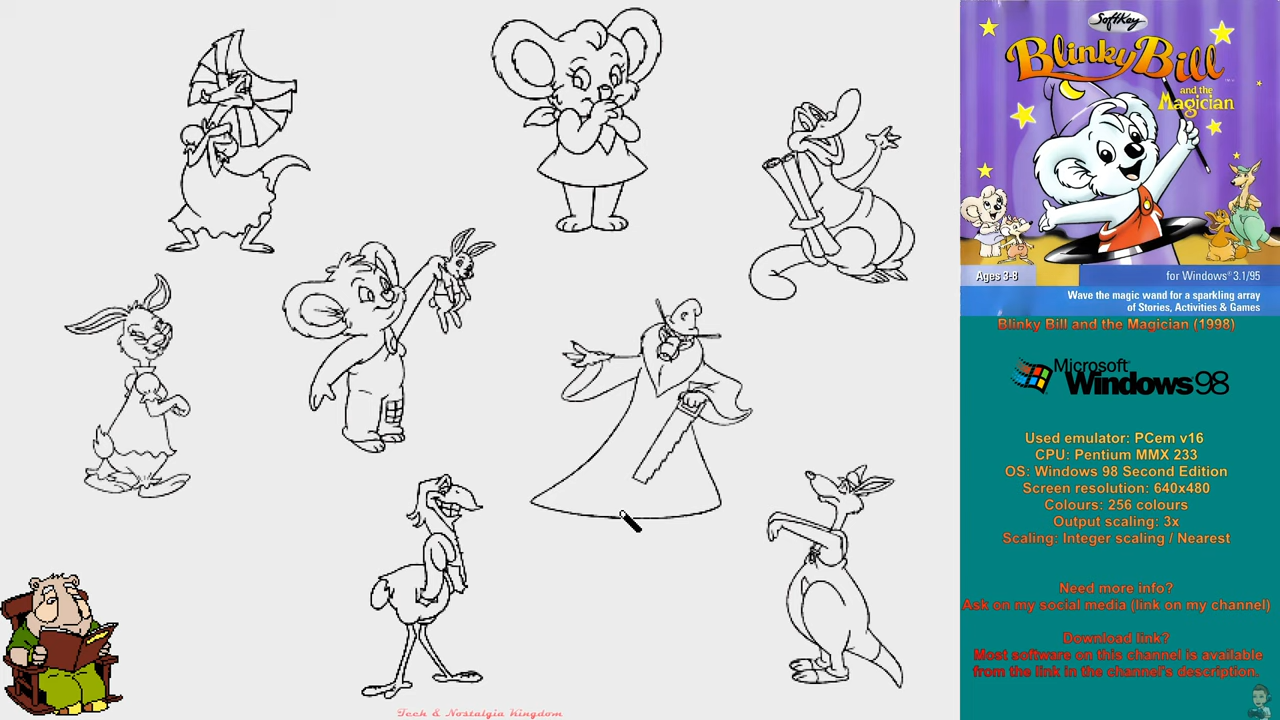 SoftKey
Blinky Bill
and the
Magician
Ages 3-8
for Windows® 3.1/95
Wave the magic wand for a sparkling array
of Stories, Activities & Games
Blinky Bill and the Magician (1998)
Microsoft®
Windows 98
Used emulator: PCem v16
CPU: Pentium MMX 233
OS: Windows 98 Second Edition
Screen resolution: 640x480
Colours: 256 colours
Output scaling: 3x
Scaling: Integer scaling / Nearest
Need more info?
Ask on my social media (link on my channel)
Download link?
Most software on this channel is available
from the link in the channel's description.
Tech & Nostalgia Kingdom